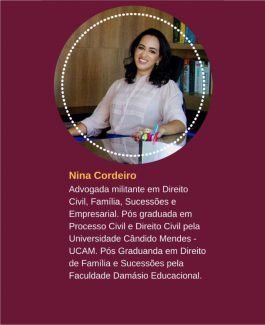 Nina Cordeiro
Advogada militante em Direito
Civil, Família, Sucessões e
Empresarial. Pós graduada em
Processo Civil e Direito Civil pela
Universidade Cândido Mendes -
UCAM. Pós Graduanda em Direito
de Família e Sucessões pela
Faculdade Damásio Educacional.